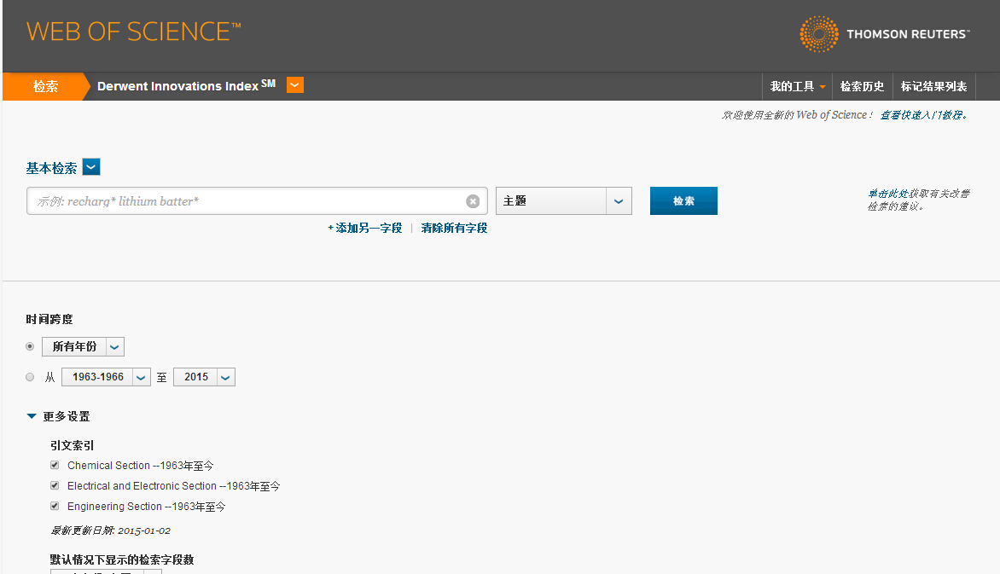 WEB OF SCIENCE™
THOMSON REUTERS™
检索 Derwent Innovations Index SM 我的工具 检索历史 标记结果列表
欢迎使用全新的 Web of Science！ 查看快速入门教程。
基本检索
示例: recharg* lithium batter* 主题 检索
单击此处获取有关改善
检索的建议。
+添加另一字段 | 清除所有字段
时间跨度
所有年份
从 1963-1966 至 2015
更多设置
引文索引
Chemical Section --1963年至今
Electrical and Electronic Section --1963年至今
Engineering Section --1963年至今
最新更新日期: 2015-01-02
默认情况下显示的检索字段数